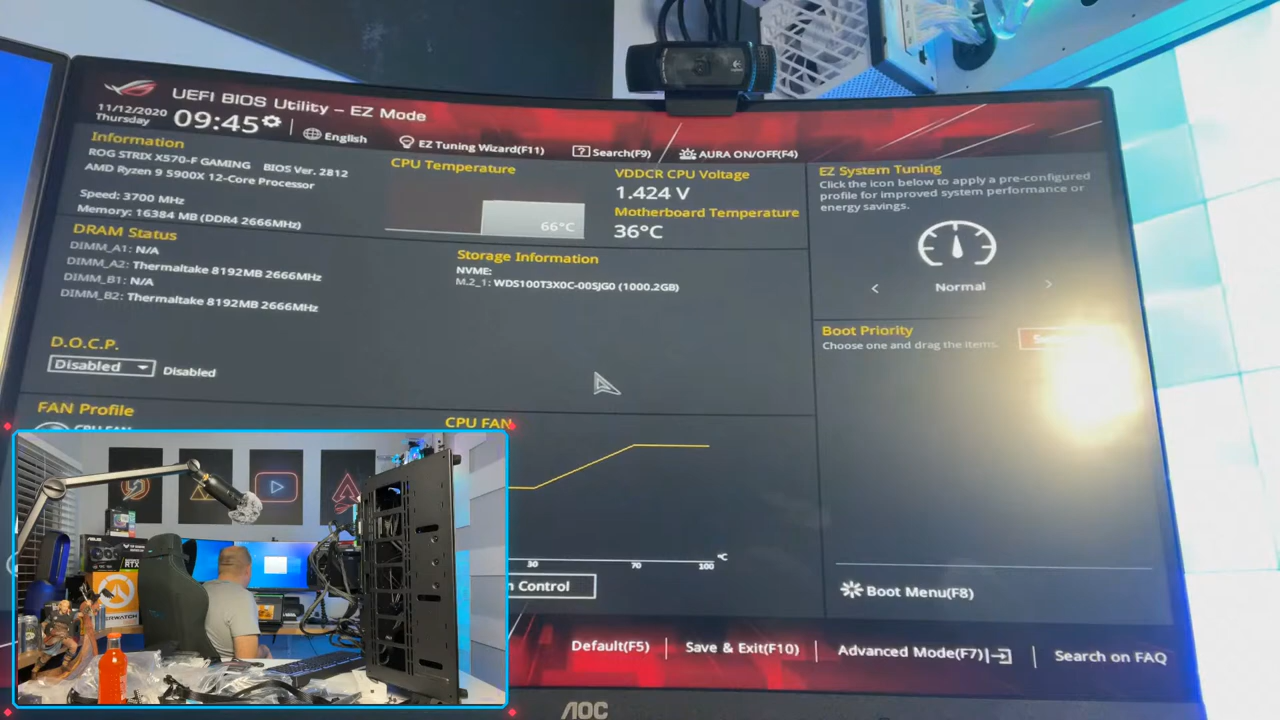 UEFI BIOS Utility – EZ Mode
11/12/2020
Thursday
09:45
English
EZ Tuning Wizard(F11)
Search(F9)
AURA ON/OFF(F4)
Information
ROG STRIX X570-F GAMING BIOS Ver. 2812
AMD Ryzen 9 5900X 12-Core Processor
Speed: 3700 MHz
Memory: 16384 MB (DDR4 2666MHz)
CPU Temperature
66°C
VDDCR CPU Voltage
1.424 V
Motherboard Temperature
36°C
EZ System Tuning
Click the icon below to apply a pre-configured
profile for improved system performance or
energy savings.
Normal
DRAM Status
DIMM_A1: N/A
DIMM_A2: Thermaltake 8192MB 2666MHz
DIMM_B1: N/A
DIMM_B2: Thermaltake 8192MB 2666MHz
Storage Information
NVME:
M.2_1: WDS100T3X0C-00SJG0 (1000.2GB)
Boot Priority
Choose one and drag the items.
D.O.C.P.
Disabled
Disabled
FAN Profile
CPU FAN
CPU FAN
°C
30
70
100
Control
Boot Menu(F8)
Default(F5)
Save & Exit(F10)
Advanced Mode(F7)
Search on FAQ
AOC
RTX